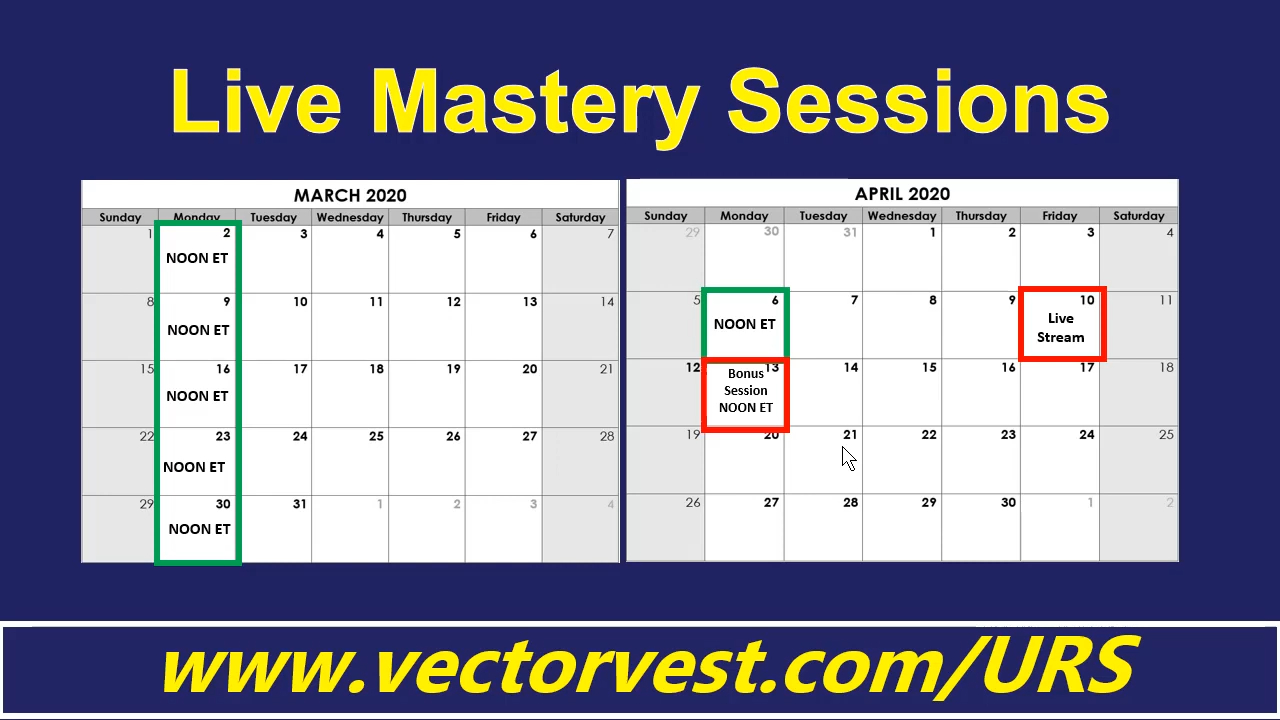 Live Mastery Sessions
MARCH 2020
Sunday Monday Tuesday Wednesday Thursday Friday Saturday
1 2 3 4 5 6 7
NOON ET
8 9 10 11 12 13 14
NOON ET
15 16 17 18 19 20 21
NOON ET
22 23 24 25 26 27 28
NOON ET
29 30 31 1 2 3 4
NOON ET
APRIL 2020
Sunday Monday Tuesday Wednesday Thursday Friday Saturday
29 30 31 1 2 3 4
5 6 7 8 9 10 11
NOON ET
Live
Stream
12 13 14 15 16 17 18
Bonus
Session
NOON ET
19 20 21 22 23 24 25
26 27 28 29 30 1 2
www.vectorvest.com/URS